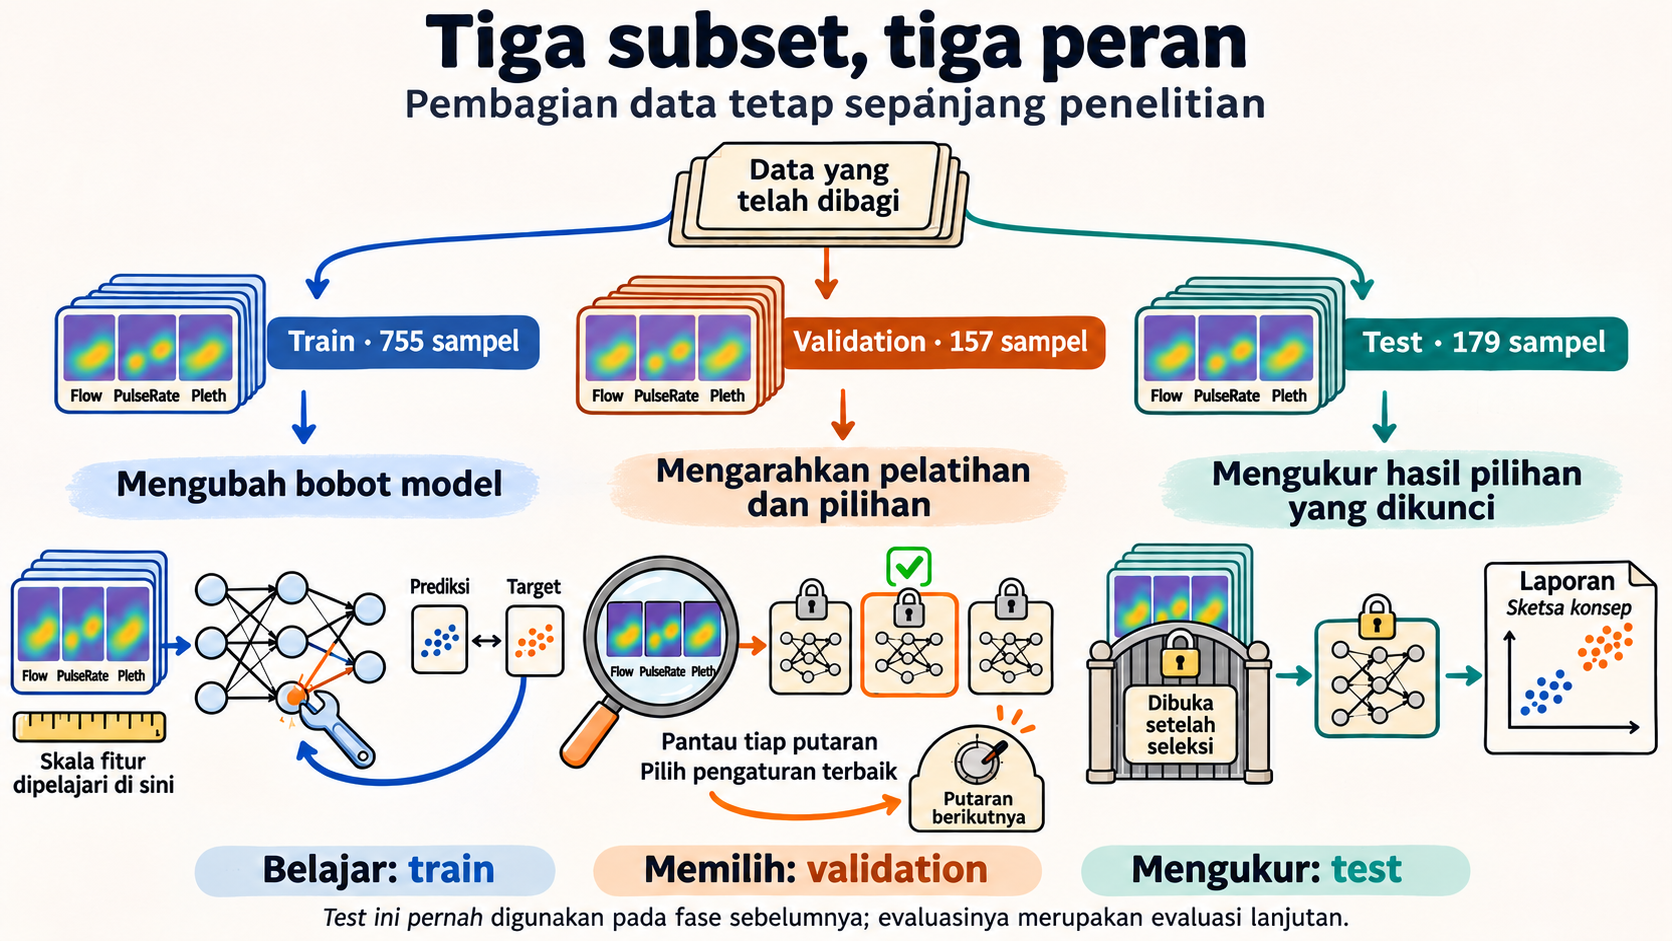 Tiga subset, tiga peran
Pembagian data tetap sepánjang penelitian
Data yang
telah dibagi
Train · 755 sampel
Flow PulseRate Pleth
Validation · 157 sampel
Flow PulseRate Pleth
Test · 179 sampel
Flow PulseRate Pleth
Mengubah bobot model
Mengarahkan pelatihan
dan pilihan
Mengukur hasil pilihan
yang dikunci
Flow PulseRate Pleth
Skala fitur
dipelajari di sini
Prediksi
Target
Flow PulseRate Pleth
Pantau tiap putaran
Pilih pengaturan terbaik
Putaran
berikutnya
Dibuka
setelah
seleksi
Laporan
Sketsa konsep
Belajar: train
Memilih: validation
Mengukur: test
Test ini pernah digunakan pada fase sebelumnya; evaluasinya merupakan evaluasi lanjutan.